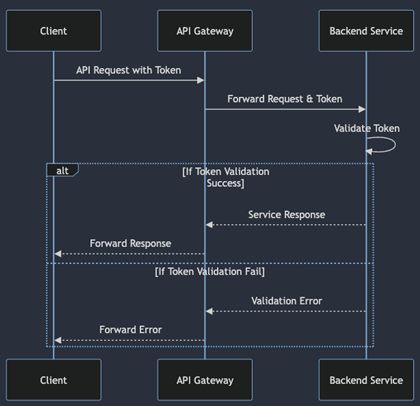 Client
API Gateway
Backend Service
API Request with Token
Forward Request & Token
Validate Token
alt
[If Token Validation
Success]
Service Response
Forward Response
[If Token Validation Fail]
Validation Error
Forward Error
Client
API Gateway
Backend Service